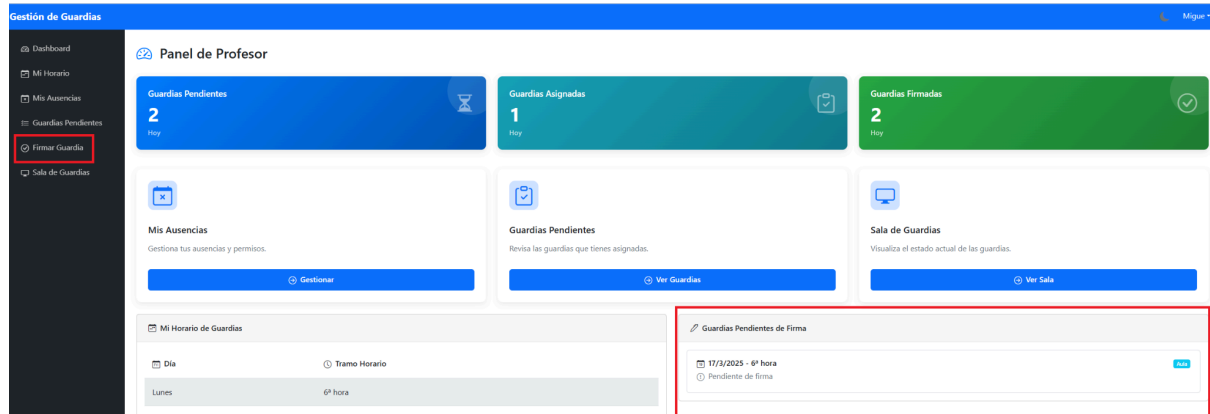 Gestión de Guardias
Migue
Dashboard
Mi Horario
Mis Ausencias
Guardias Pendientes
Firmar Guardia
Sala de Guardias
Panel de Profesor
Guardias Pendientes
2
Hoy
Guardias Asignadas
1
Hoy
Guardias Firmadas
2
Hoy
Mis Ausencias
Gestiona tus ausencias y permisos.
Gestionar
Guardias Pendientes
Revisa las guardias que tienes asignadas.
Ver Guardias
Sala de Guardias
Visualiza el estado actual de las guardias.
Ver Sala
Mi Horario de Guardias
Día Tramo Horario
Lunes 6ª hora
Guardias Pendientes de Firma
17/3/2025 - 6ª hora Aula
Pendiente de firma